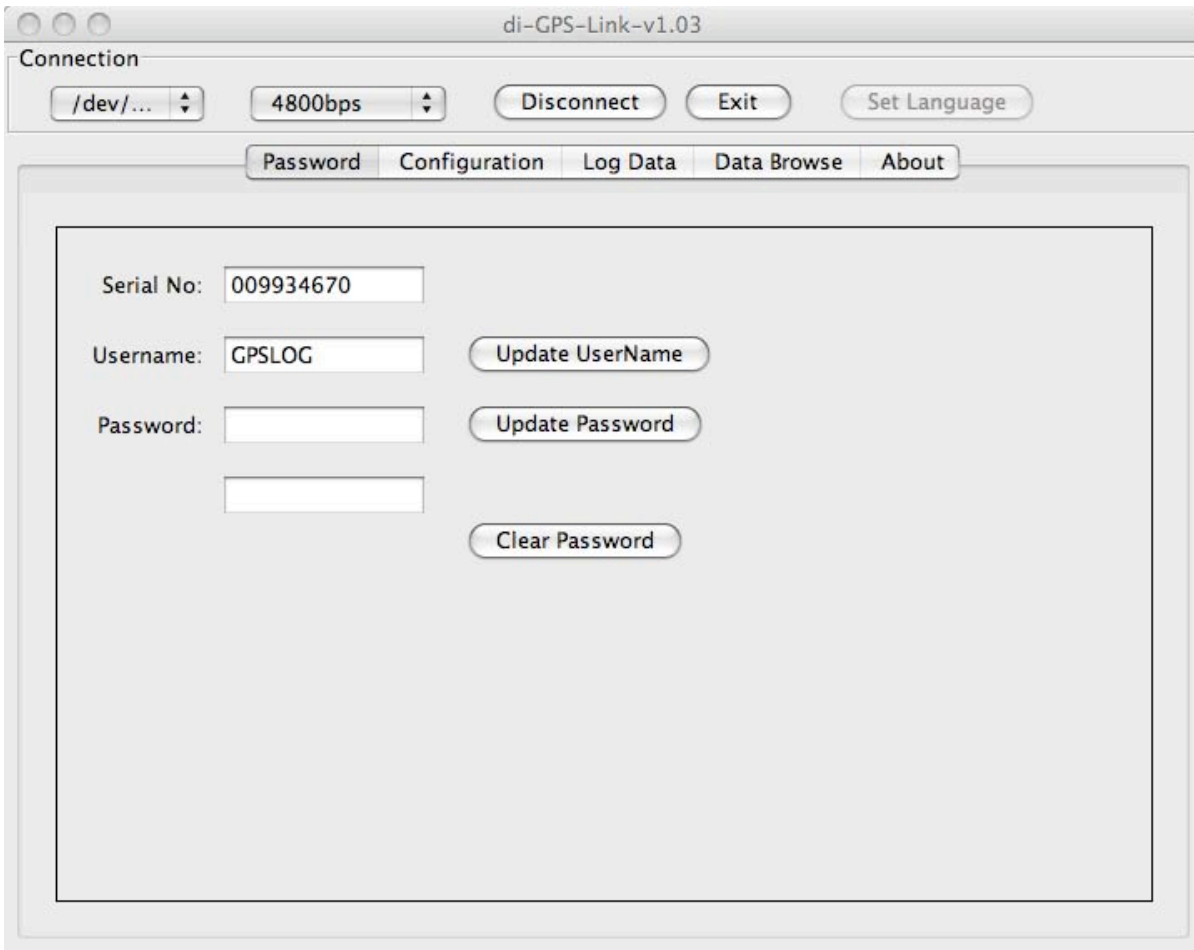 di-GPS-Link-v1.03
Connection
/dev/... 4800bps Disconnect Exit Set Language
Password Configuration Log Data Data Browse About
Serial No: 009934670
Username: GPSLOG Update UserName
Password: Update Password
Clear Password